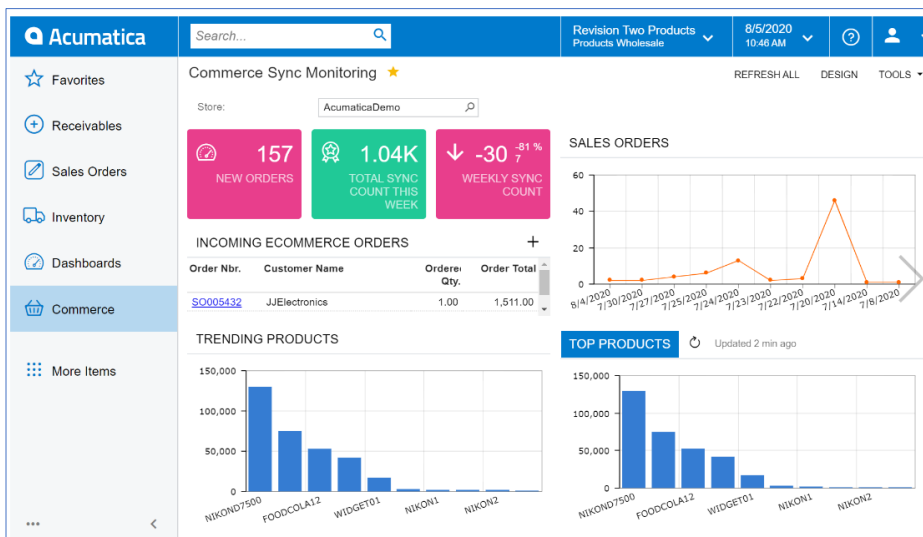 Acumatica
Search...
Revision Two Products
Products Wholesale
8/5/2020
10:46 AM
Favorites
Receivables
Sales Orders
Inventory
Dashboards
Commerce
More Items
Commerce Sync Monitoring
REFRESH ALL DESIGN TOOLS
Store: AcumaticaDemo
157
NEW ORDERS
1.04K
TOTAL SYNC
COUNT THIS
WEEK
-30 -81 %
7
WEEKLY SYNC
COUNT
INCOMING ECOMMERCE ORDERS
Order Nbr. Customer Name Ordere Qty. Order Total
SO005432 JJElectronics 1.00 1,511.00
SALES ORDERS
60
40
20
0
8/4/2020 7/30/2020 7/27/2020 7/25/2020 7/24/2020 7/23/2020 7/22/2020 7/20/2020 7/14/2020 7/8/2020
TRENDING PRODUCTS
150,000
100,000
50,000
0
NIKOND7500 FOODCOLA12 WIDGET01 NIKON1 NIKON2
TOP PRODUCTS Updated 2 min ago
150,000
100,000
50,000
0
NIKOND7500 FOODCOLA12 WIDGET01 NIKON1 NIKON2